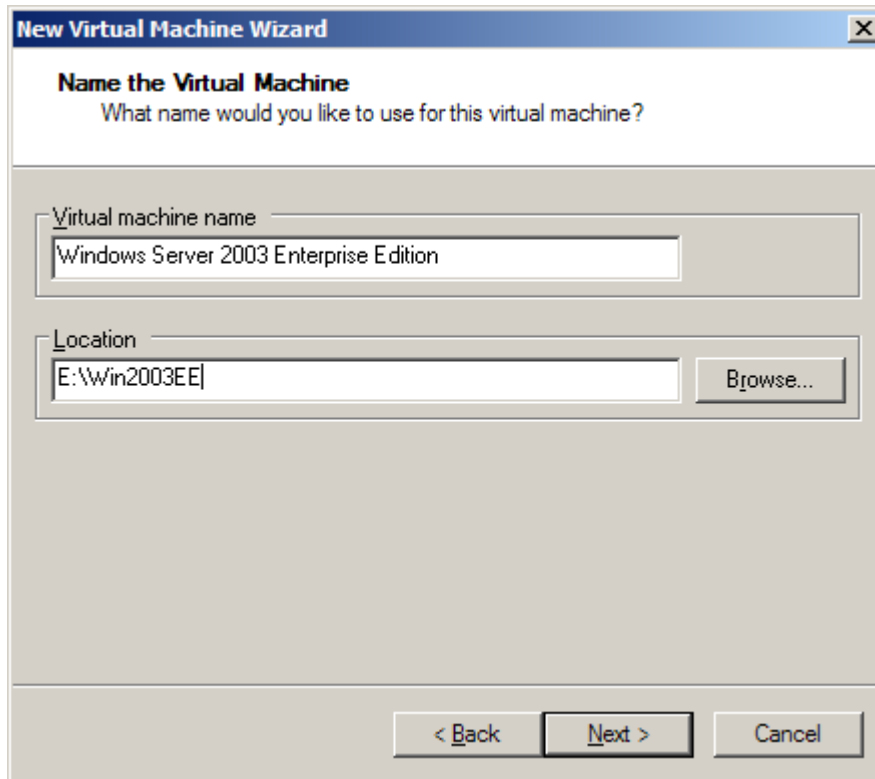 New Virtual Machine Wizard
Name the Virtual Machine
What name would you like to use for this virtual machine?
Virtual machine name
Windows Server 2003 Enterprise Edition
Location
E:\Win2003EE
Browse...
< Back Next > Cancel